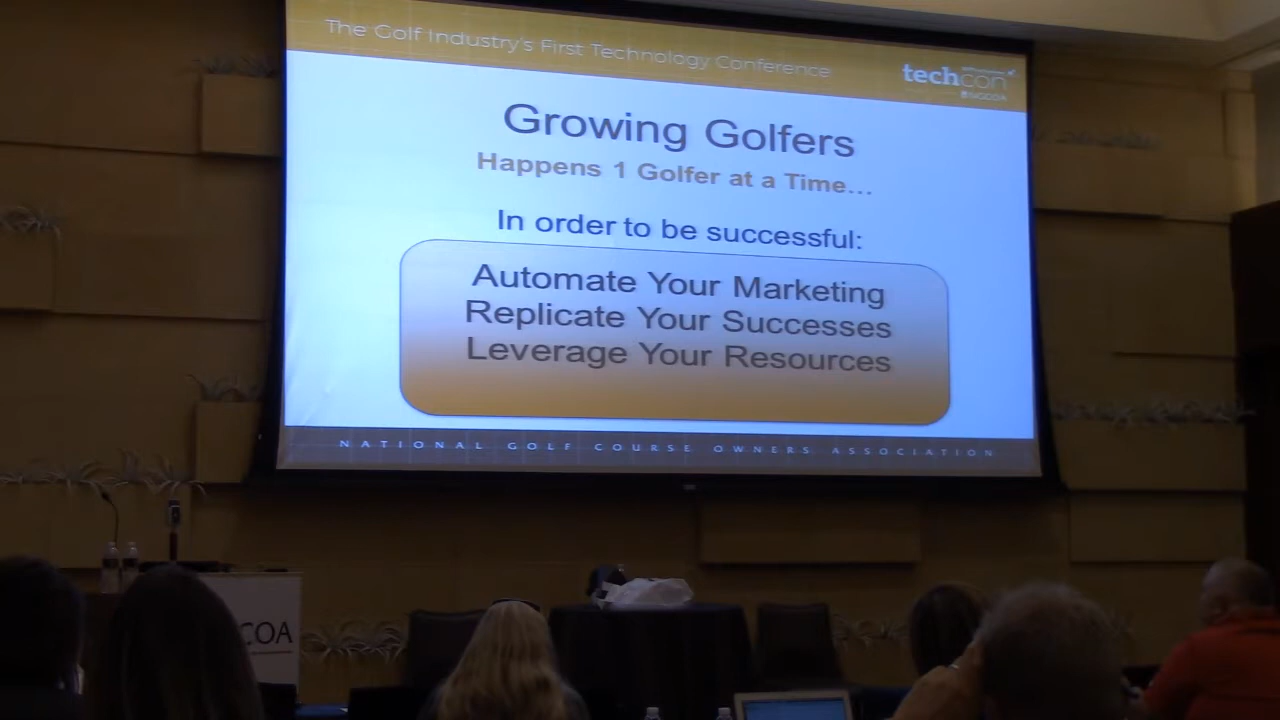 The Golf Industry's First Technology Conference
techcon
Growing Golfers
Happens 1 Golfer at a Time...
In order to be successful:
Automate Your Marketing
Replicate Your Successes
Leverage Your Resources
NATIONAL GOLF COURSE OWNERS ASSOCIATION
COA